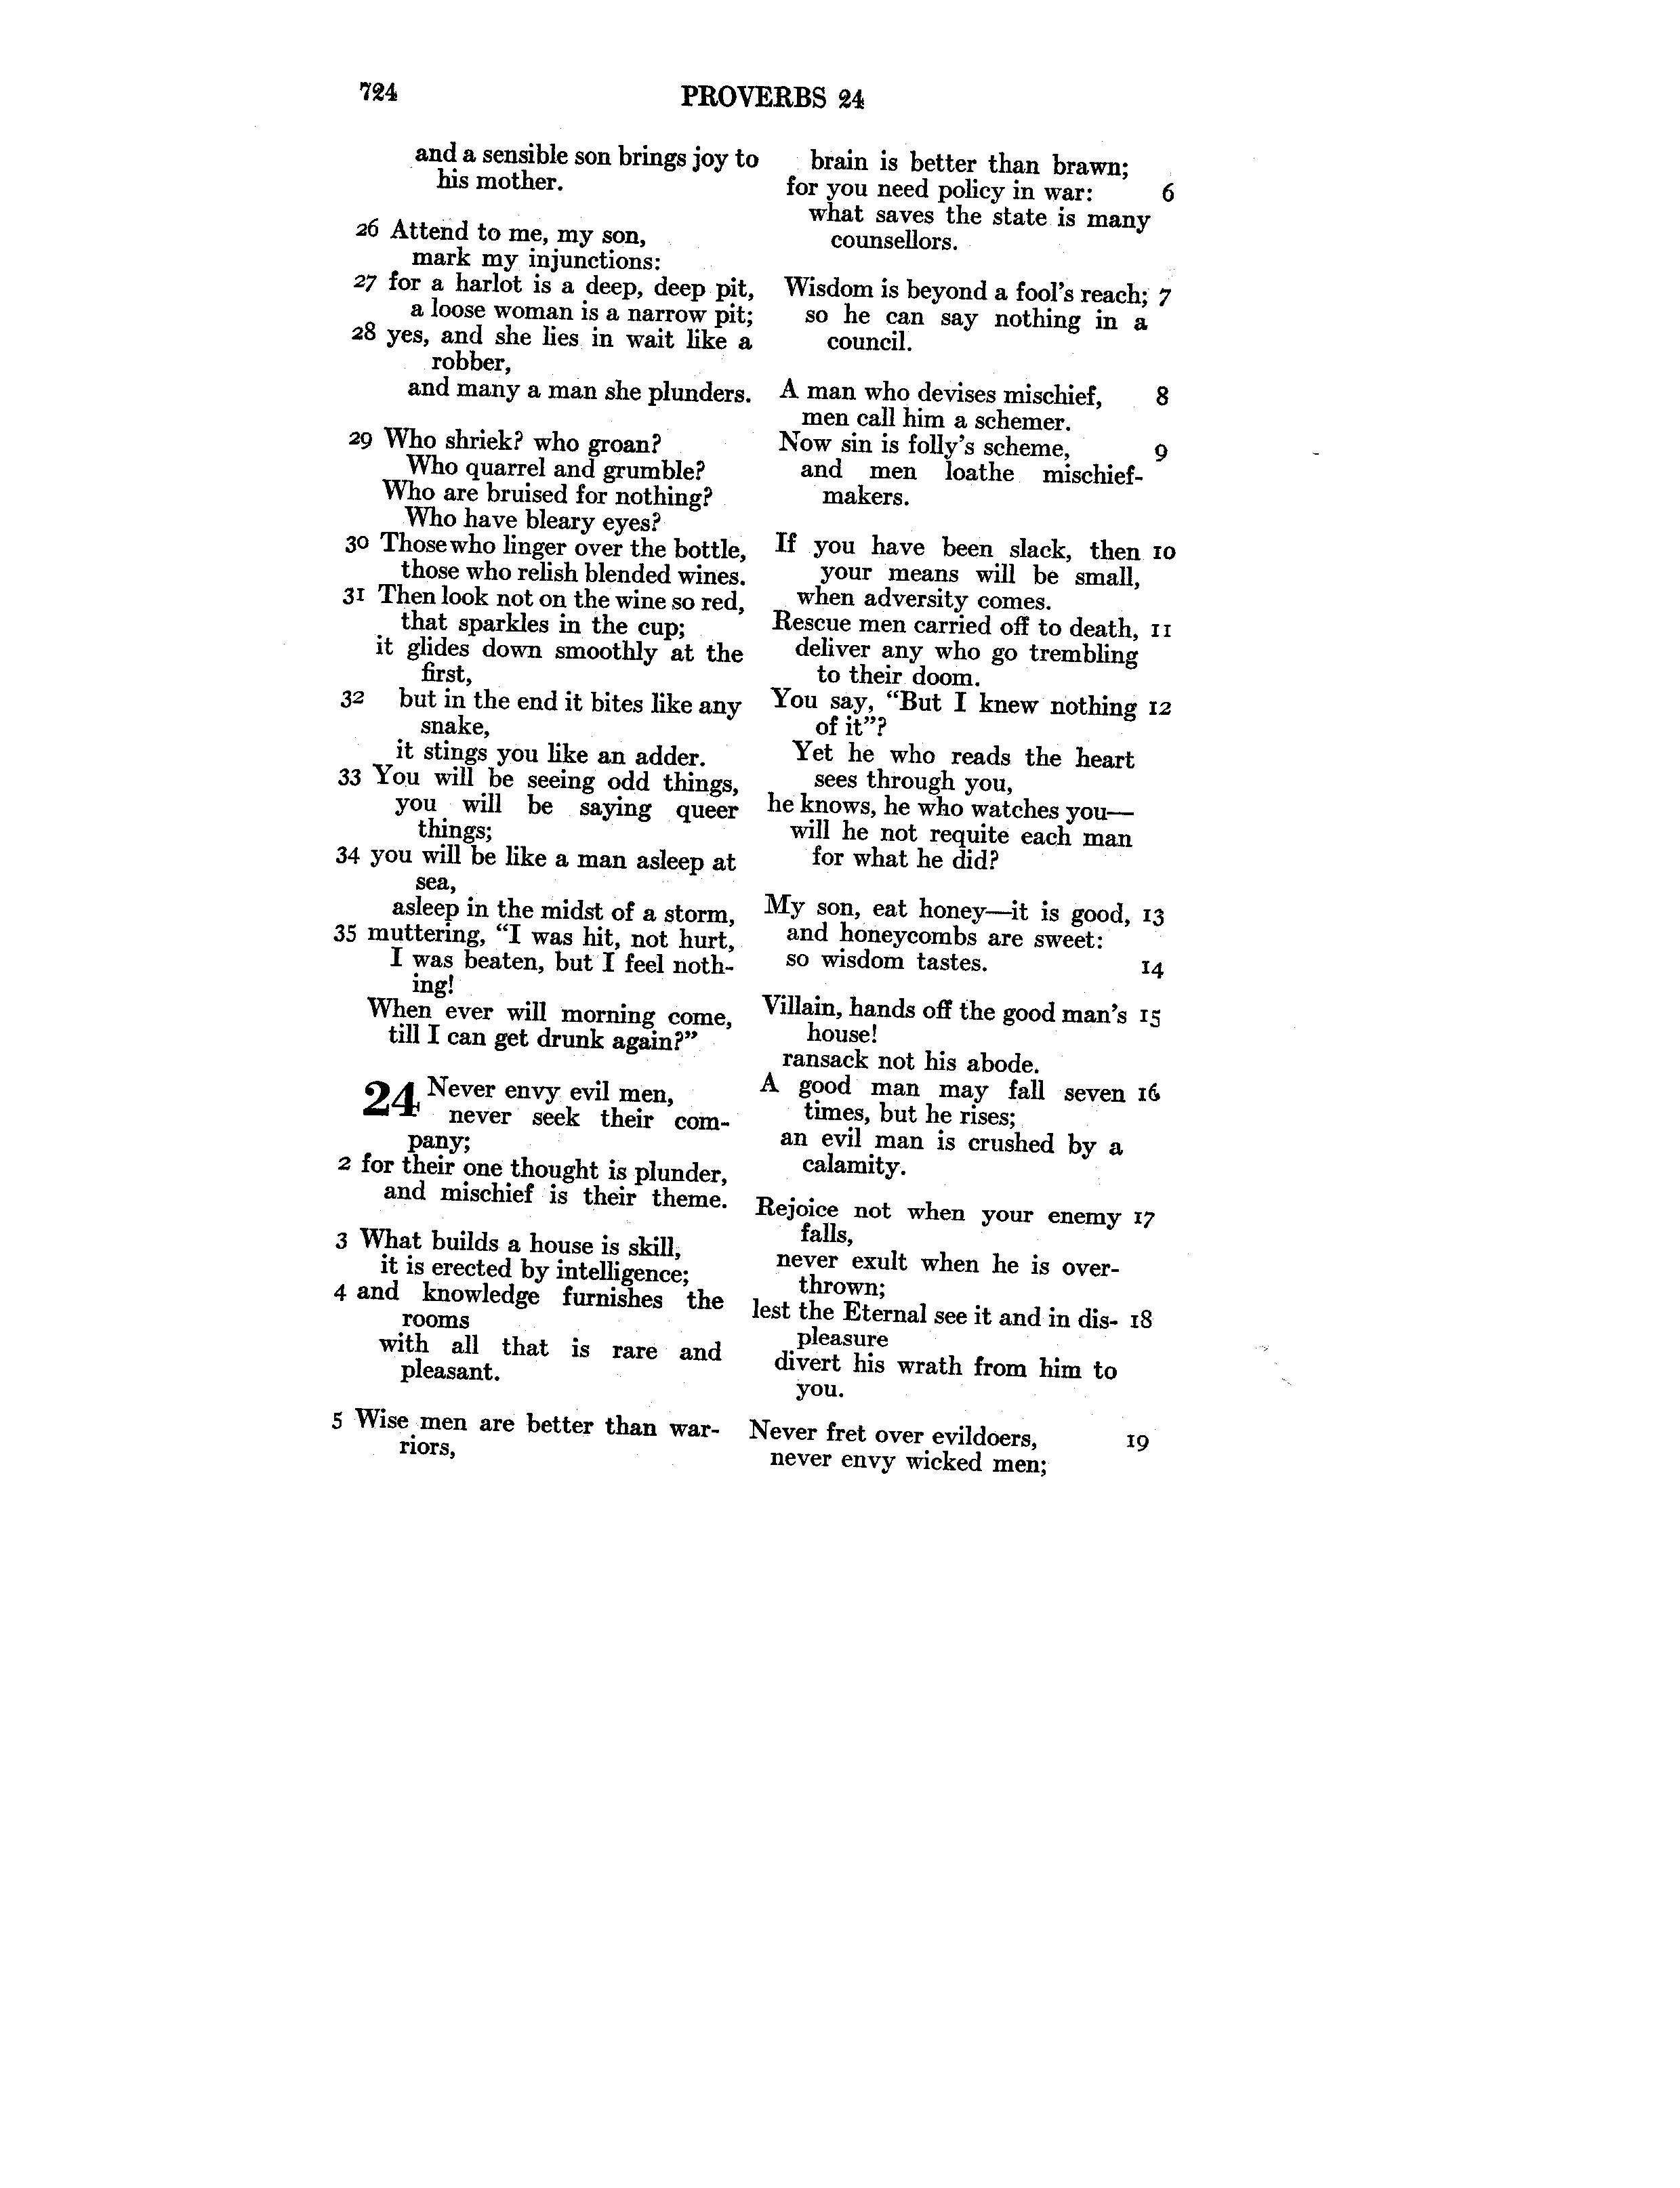 724
PROVERBS 24
and a sensible son brings joy to
his mother.
26 Attend to me, my son,
mark my injunctions:
27 for a harlot is a deep, deep pit,
a loose woman is a narrow pit;
28 yes, and she lies in wait like a
robber,
and many a man she plunders.
29 Who shriek? who groan?
Who quarrel and grumble?
Who are bruised for nothing?
Who have bleary eyes?
30 Those who linger over the bottle,
those who relish blended wines.
31 Then look not on the wine so red,
that sparkles in the cup;
it glides down smoothly at the
first,
32 but in the end it bites like any
snake,
it stings you like an adder.
33 You will be seeing odd things,
you will be saying queer
things;
34 you will be like a man asleep at
sea,
asleep in the midst of a storm,
35 muttering, “I was hit, not hurt,
I was beaten, but I feel noth-
ing!
When ever will morning come,
till I can get drunk again?”
24 Never envy evil men,
never seek their com-
pany;
2 for their one thought is plunder,
and mischief is their theme.
3 What builds a house is skill,
it is erected by intelligence;
4 and knowledge furnishes the
rooms
with all that is rare and
pleasant.
5 Wise men are better than war-
riors,
brain is better than brawn;
for you need policy in war: 6
what saves the state is many
counsellors.
Wisdom is beyond a fool’s reach; 7
so he can say nothing in a
council.
A man who devises mischief, 8
men call him a schemer.
Now sin is folly’s scheme, 9
and men loathe mischief-
makers.
If you have been slack, then 10
your means will be small,
when adversity comes.
Rescue men carried off to death, 11
deliver any who go trembling
to their doom.
You say, “But I knew nothing 12
of it”?
Yet he who reads the heart
sees through you,
he knows, he who watches you—
will he not requite each man
for what he did?
My son, eat honey—it is good, 13
and honeycombs are sweet:
so wisdom tastes. 14
Villain, hands off the good man’s 15
house!
ransack not his abode.
A good man may fall seven 16
times, but he rises;
an evil man is crushed by a
calamity.
Rejoice not when your enemy 17
falls,
never exult when he is over-
thrown;
lest the Eternal see it and in dis- 18
pleasure
divert his wrath from him to
you.
Never fret over evildoers, 19
never envy wicked men;